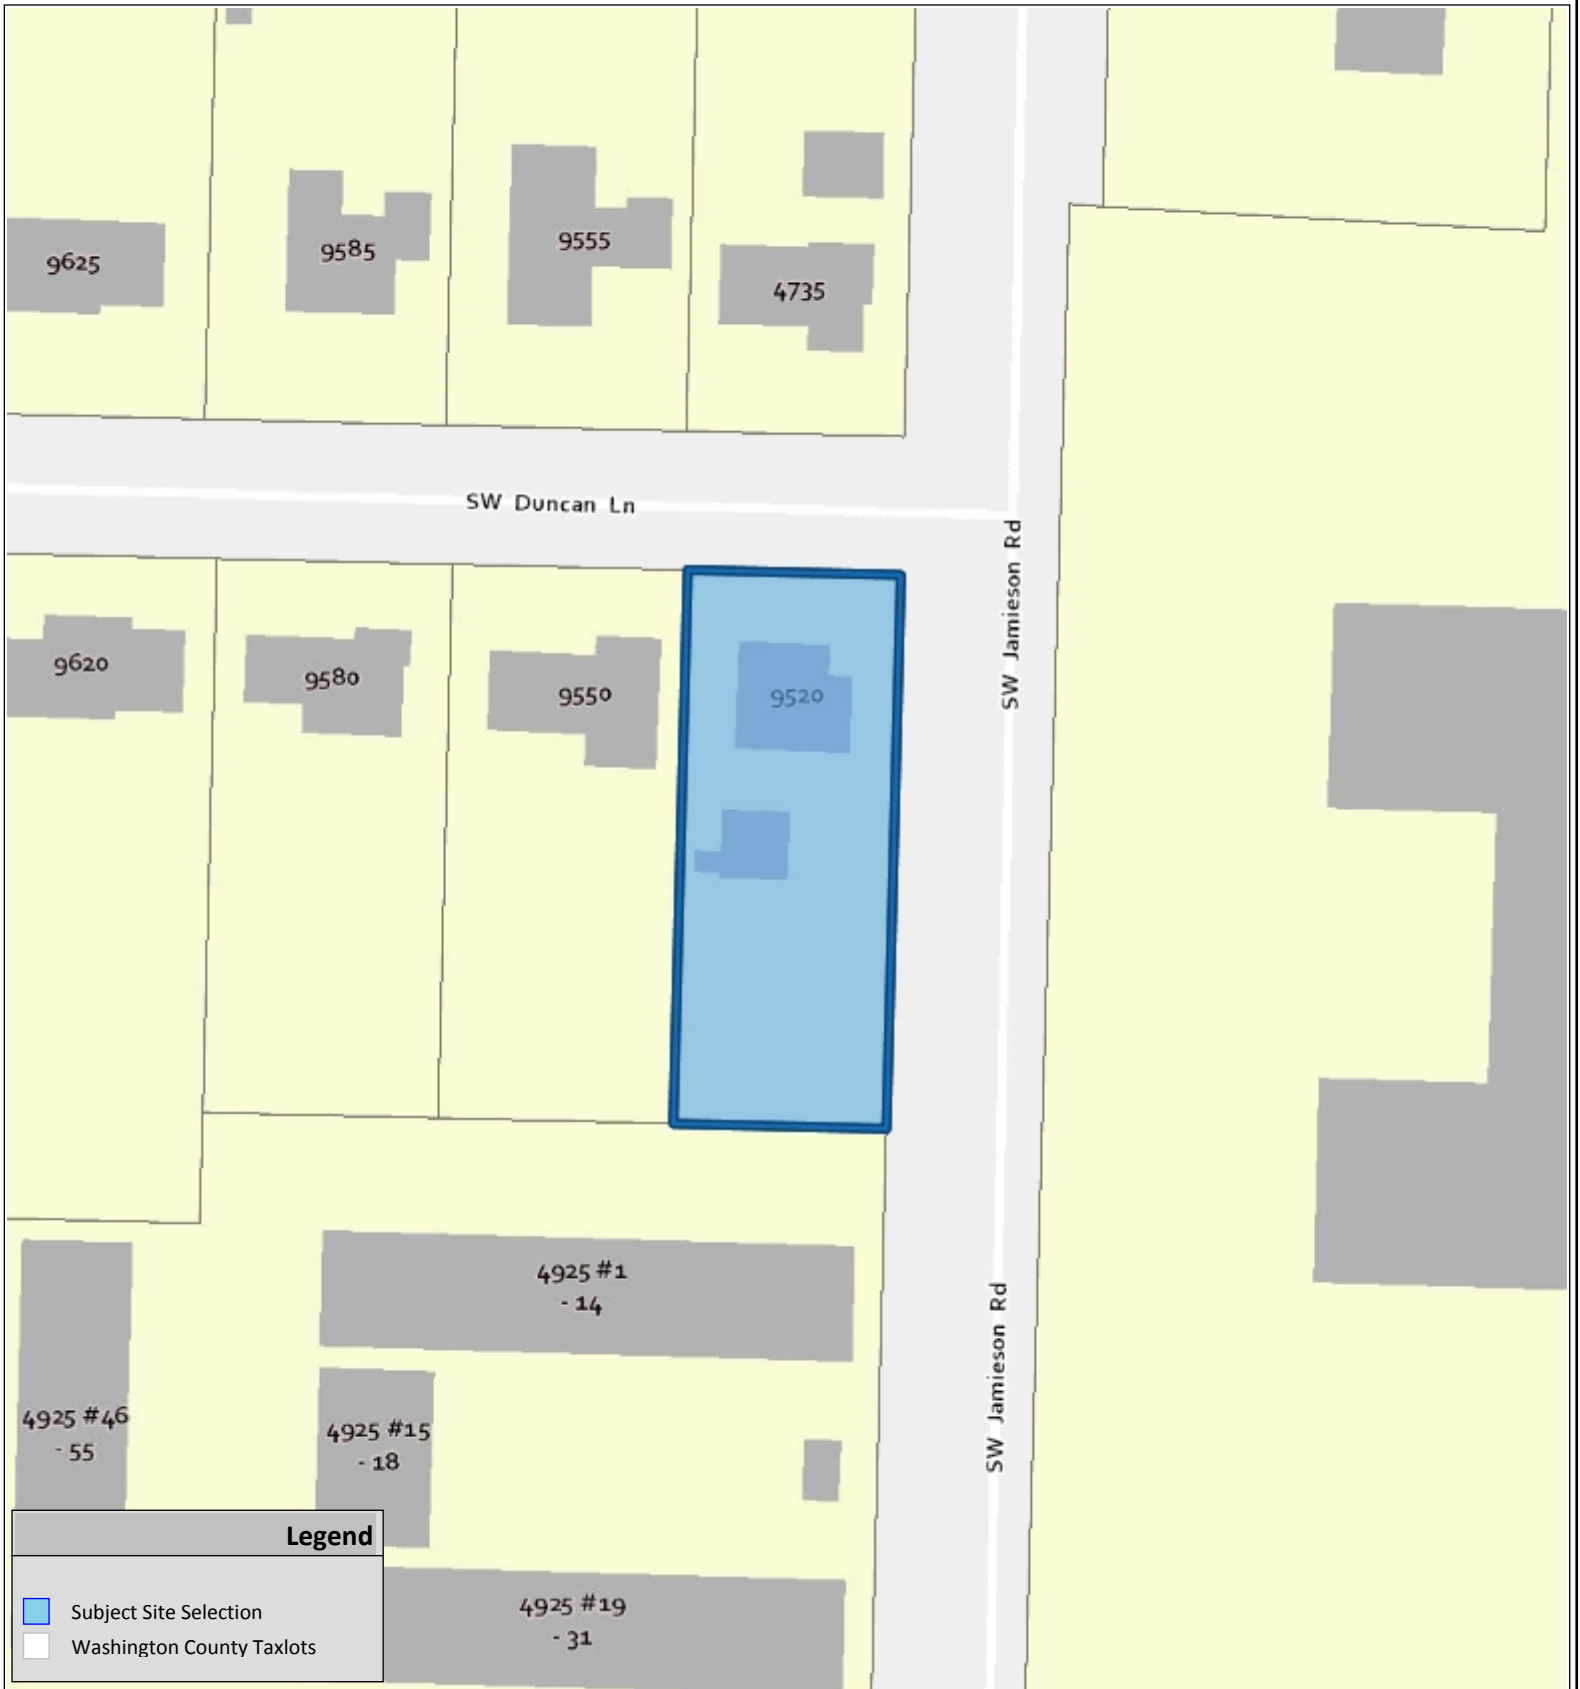 9625
9585
9555
4735
SW Duncan Ln
SW Jamieson Rd
9620
9580
9550
9520
4925 #1
- 14
SW Jamieson Rd
4925 #46
- 55
4925 #15
- 18
4925 #19
- 31
Legend
Subject Site Selection
Washington County Taxlots